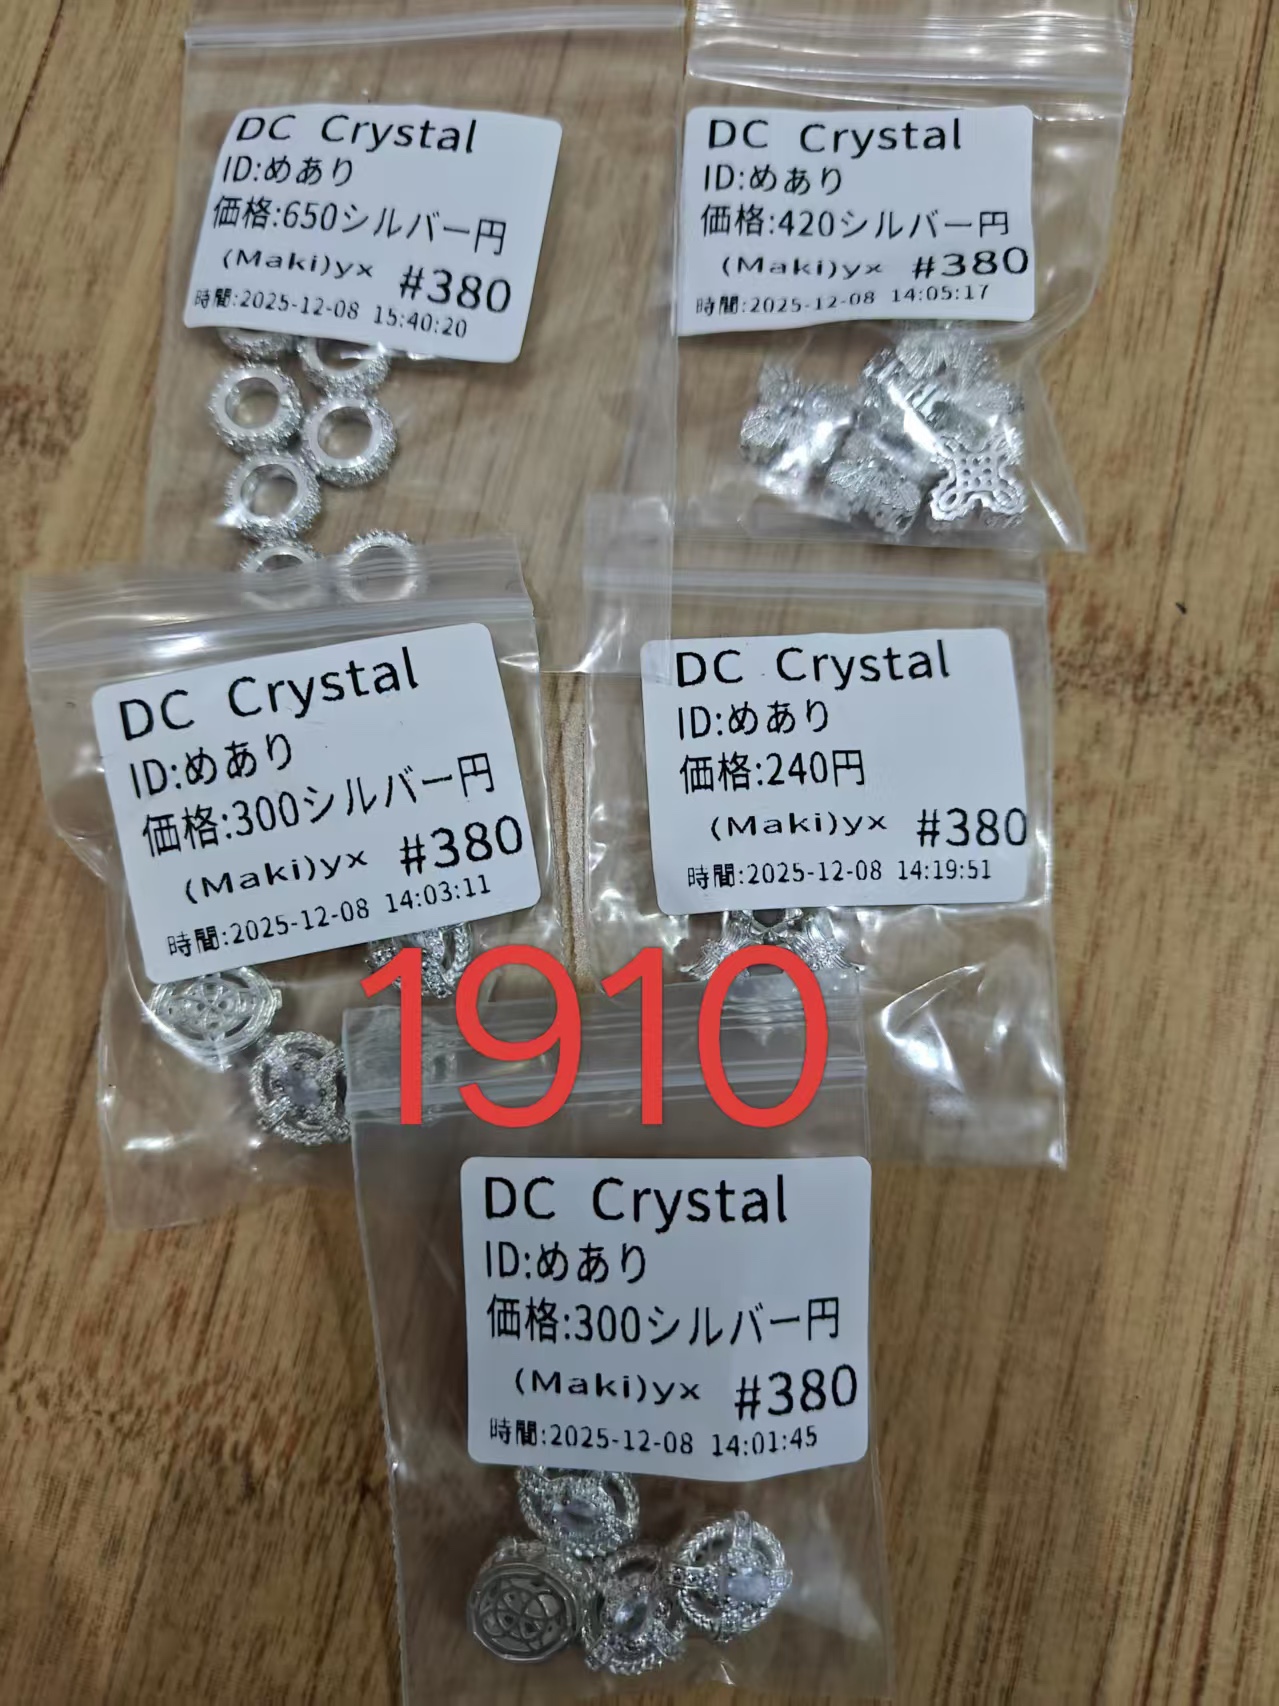 DC Crystal
ID:めあり
価格:650シルバー円
(Maki)yx #380
時間:2025-12-08 15:40:20
DC Crystal
ID:めあり
価格:420シルバー円
(Maki)yx #380
時間:2025-12-08 14:05:17
DC Crystal
ID:めあり
価格:300シルバー円
(Maki)yx #380
時間:2025-12-08 14:03:11
DC Crystal
ID:めあり
価格:240円
(Maki)yx #380
時間:2025-12-08 14:19:51
1910
DC Crystal
ID:めあり
価格:300シルバー円
(Maki)yx #380
時間:2025-12-08 14:01:45